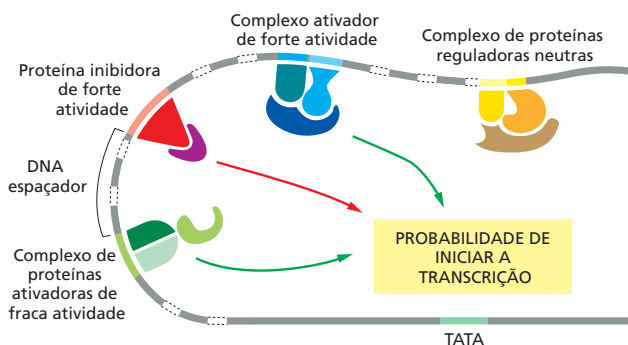 Complexo ativador
de forte atividade
Complexo de proteínas
reguladoras neutras
Proteína inibidora
de forte
atividade
DNA
espaçador
Complexo de
proteínas
ativadoras de
fraca atividade
PROBABILIDADE DE
INICIAR A
TRANSCRIÇÃO
TATA